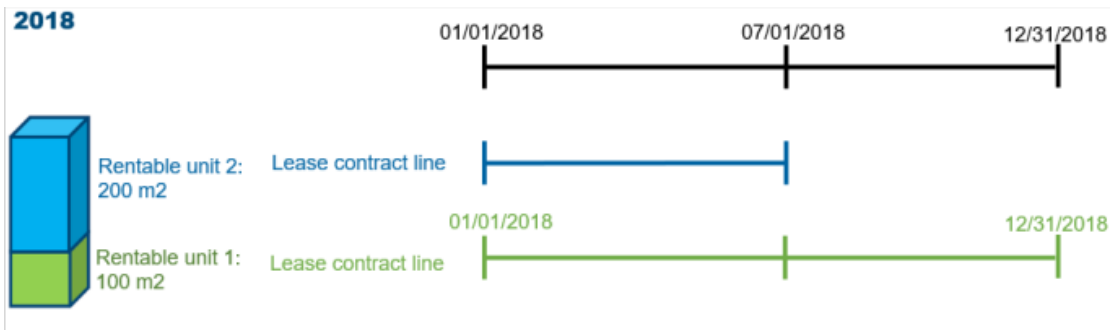 2018
01/01/2018 07/01/2018 12/31/2018
Rentable unit 2:
200 m2
Lease contract line
01/01/2018 12/31/2018
Rentable unit 1:
100 m2
Lease contract line